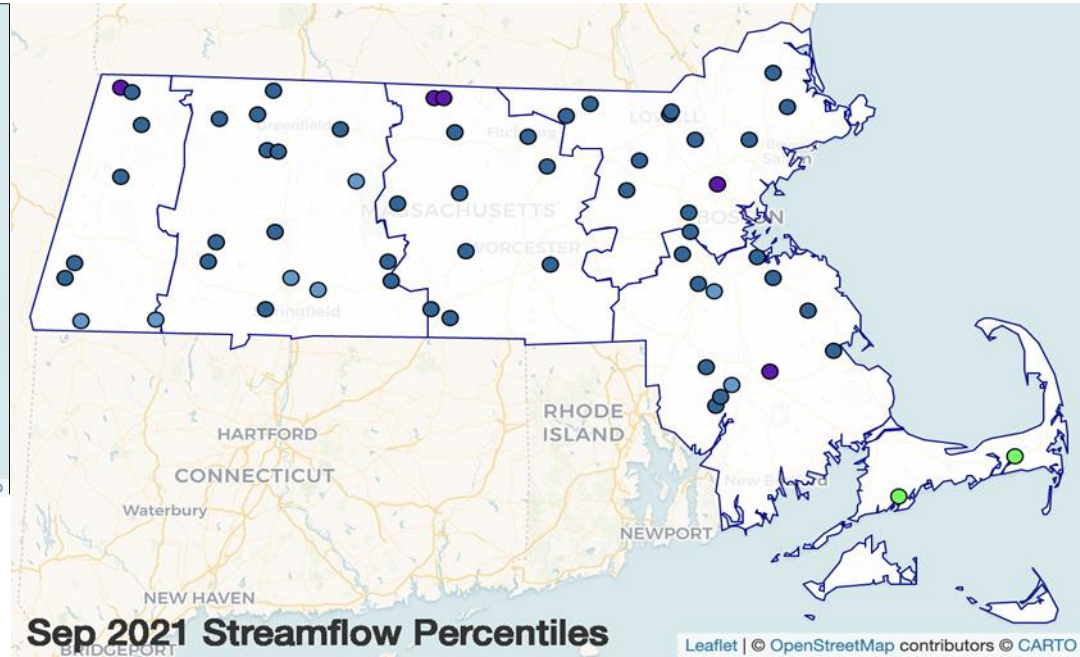 Greenfield
Fitchburg
LOWELL
Salem
MASSACHUSETTS
BOSTON
WORCESTER
HARTFORD
RHODE
ISLAND
CONNECTICUT
Waterbury
New Bedford
NEWPORT
NEW HAVEN
Sep 2021 Streamflow Percentiles
BRIDGEPORT
Leaflet | © OpenStreetMap contributors © CARTO